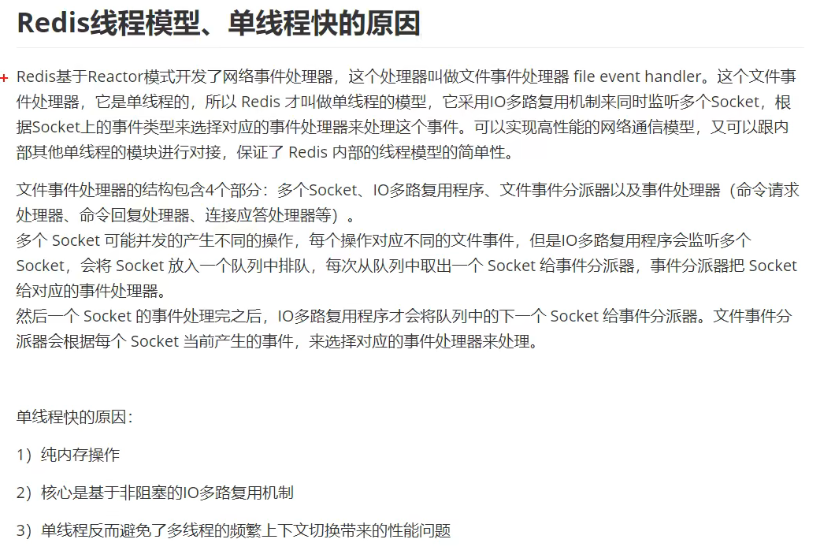 Redis线程模型、单线程快的原因
Redis基于Reactor模式开发了网络事件处理器，这个处理器叫做文件事件处理器 file event handler。这个文件事
件处理器，它是单线程的，所以 Redis 才叫做单线程的模型，它采用IO多路复用机制来同时监听多个Socket，根
据Socket上的事件类型来选择对应的事件处理器来处理这个事件。可以实现高性能的网络通信模型，又可以跟内
部其他单线程的模块进行对接，保证了 Redis 内部的线程模型的简单性。
文件事件处理器的结构包含4个部分：多个Socket、IO多路复用程序、文件事件分派器以及事件处理器（命令请求
处理器、命令回复处理器、连接应答处理器等）。
多个 Socket 可能并发的产生不同的操作，每个操作对应不同的文件事件，但是IO多路复用程序会监听多个
Socket，会将 Socket 放入一个队列中排队，每次从队列中取出一个 Socket 给事件分派器，事件分派器把 Socket
给对应的事件处理器。
然后一个 Socket 的事件处理完之后，IO多路复用程序才会将队列中的下一个 Socket 给事件分派器。文件事件分
派器会根据每个 Socket 当前产生的事件，来选择对应的事件处理器来处理。
单线程快的原因：
1）纯内存操作
2）核心是基于非阻塞的IO多路复用机制
3）单线程反而避免了多线程的频繁上下文切换带来的性能问题